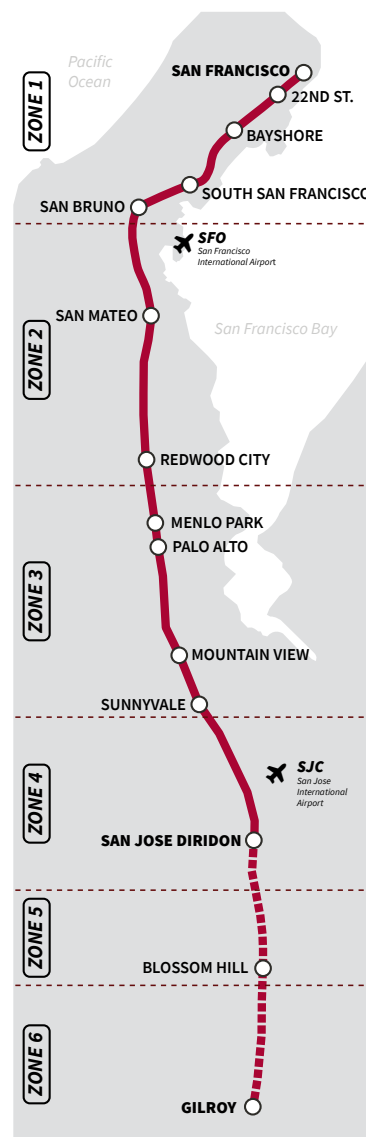 Pacific
Ocean
SAN FRANCISCO
22ND ST.
ZONE 1
BAYSHORE
SOUTH SAN FRANCISCO
SAN BRUNO
SFO
San Francisco
International Airport
SAN MATEO
San Francisco Bay
ZONE 2
REDWOOD CITY
MENLO PARK
PALO ALTO
ZONE 3
MOUNTAIN VIEW
SUNNYVALE
SJC
San Jose
International
Airport
ZONE 4
SAN JOSE DIRIDON
ZONE 5
BLOSSOM HILL
ZONE 6
GILROY